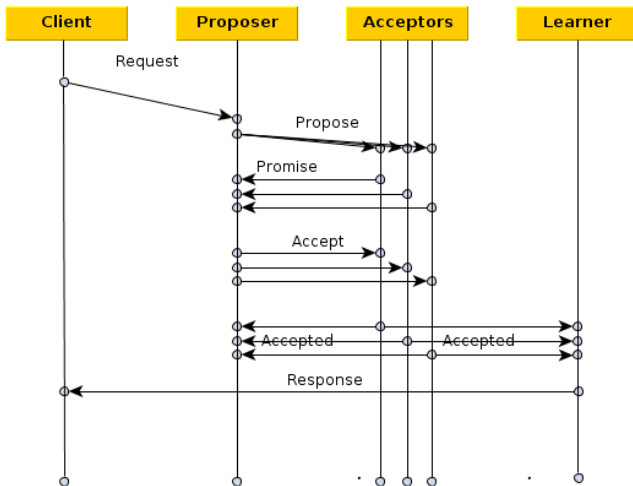 Client Proposer Acceptors Learner
Request
Propose
Promise
Accept
Accepted Accepted
Response